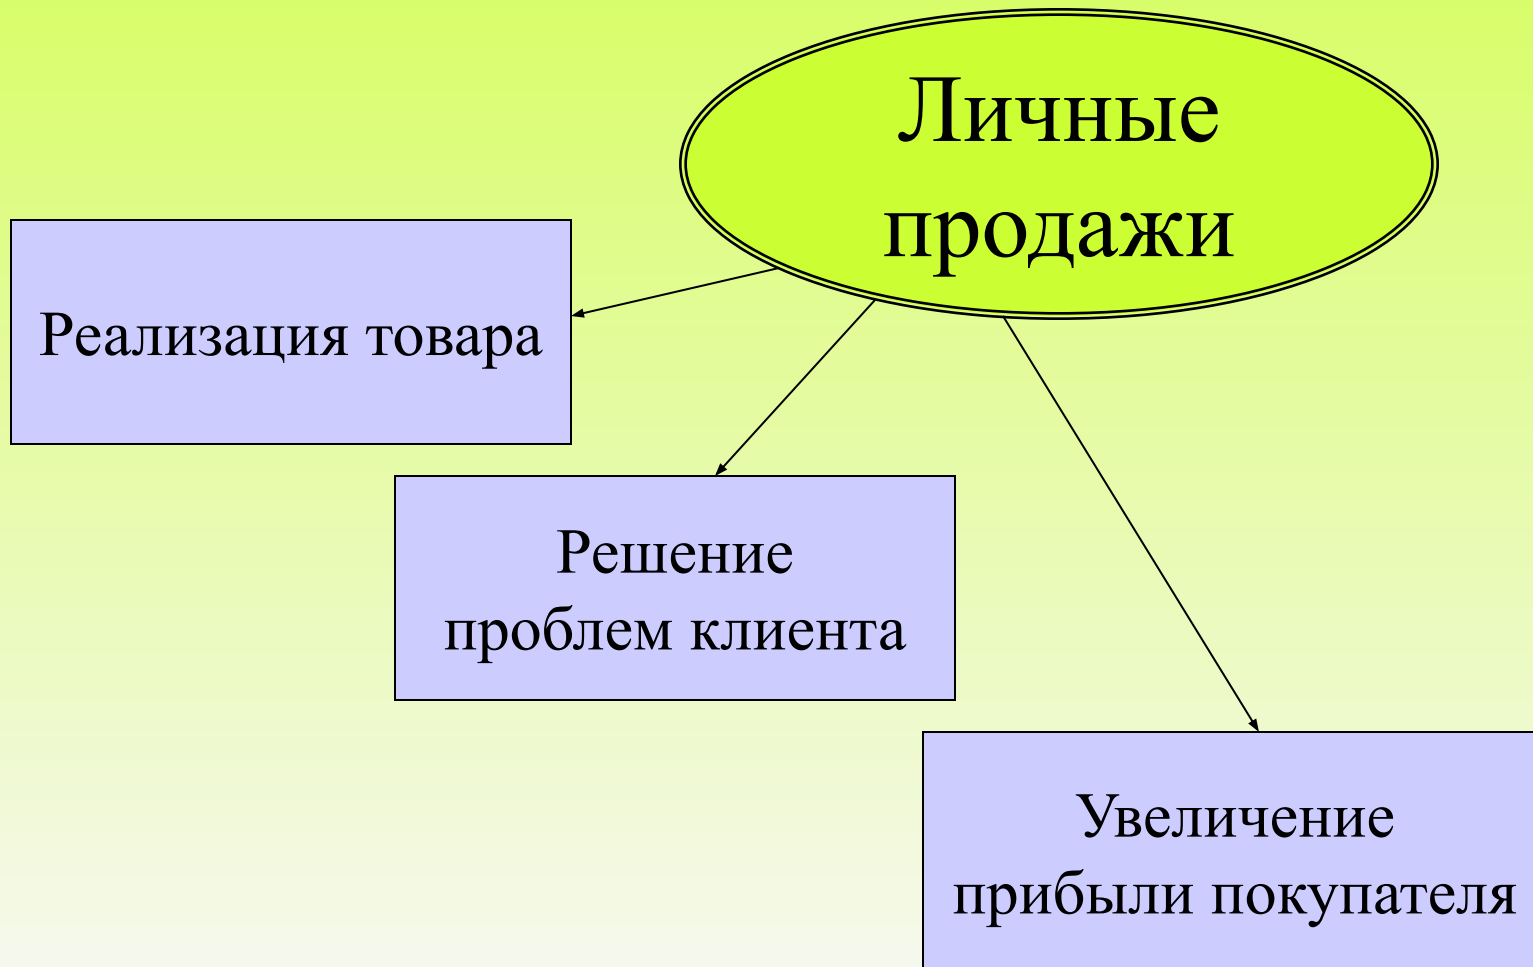 Личные
продажи
Реализация товара
Решение
проблем клиента
Увеличение
прибыли покупателя